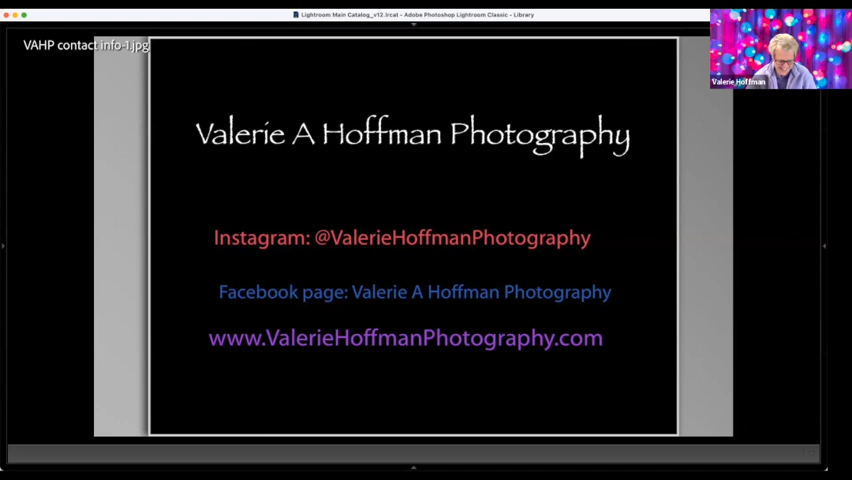 Lightroom Main Catalog_v12.lrcat - Adobe Photoshop Lightroom Classic - Library
VAHP contact info-1.jpg
Valerie Hoffman
Valerie A Hoffman Photography
Instagram: @ValerieHoffmanPhotography
Facebook page: Valerie A Hoffman Photography
www.ValerieHoffmanPhotography.com